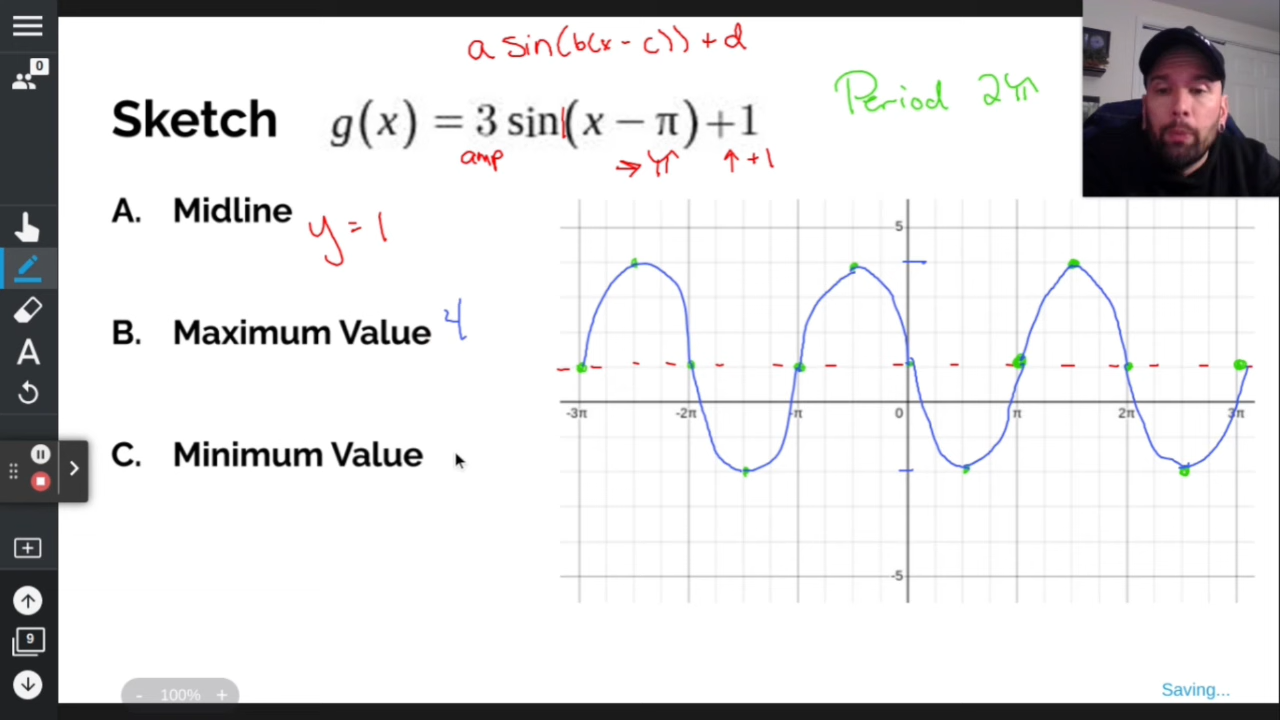 0
a sin(b(x - c)) + d
Period 2π
Sketch g(x) = 3 sin(x − π) +1
amp → π ↑ +1
A. Midline y = 1
B. Maximum Value 4
C. Minimum Value
5
-3π -2π -π 0 π 2π 3π
-5
A
9
- 100% +
Saving...